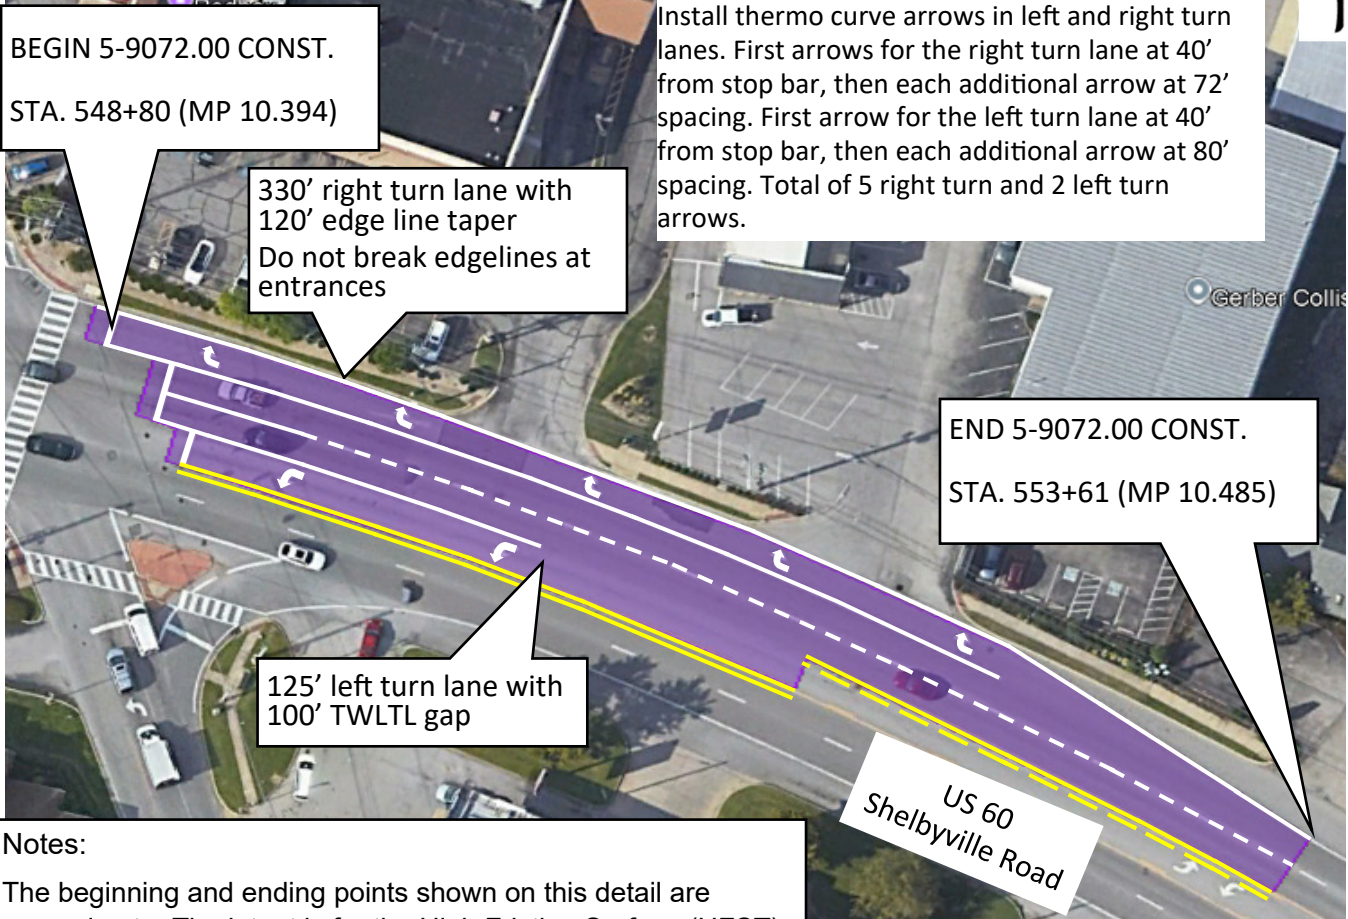 BEGIN 5-9072.00 CONST.
STA. 548+80 (MP 10.394)
Install thermo curve arrows in left and right turn
lanes. First arrows for the right turn lane at 40’
from stop bar, then each additional arrow at 72’
spacing. First arrow for the left turn lane at 40’
from stop bar, then each additional arrow at 80’
spacing. Total of 5 right turn and 2 left turn
arrows.
330’ right turn lane with
120’ edge line taper
Do not break edgelines at
entrances
Gerber Collis
END 5-9072.00 CONST.
STA. 553+61 (MP 10.485)
125’ left turn lane with
100’ TWLTL gap
US 60
Shelbyville Road
Notes:
The beginning and ending points shown on this detail are